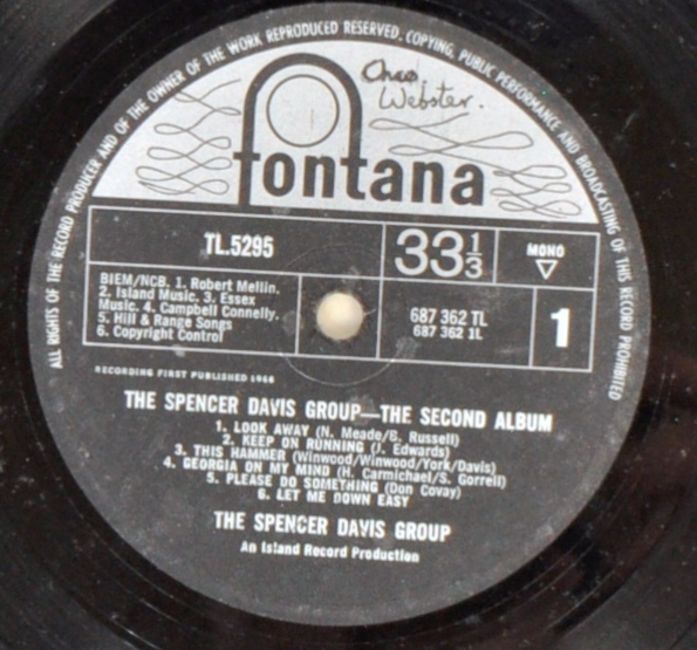 ALL RIGHTS OF THE RECORD PRODUCER AND OF THE OWNER OF THE WORK REPRODUCED RESERVED. COPYING, PUBLIC PERFORMANCE AND BROADCASTING OF THIS RECORD PROHIBITED
Chas.
Webster.
fontana
TL.5295
33 1/3
MONO
BIEM/NCB. 1. Robert Mellin.
2. Island Music. 3. Essex
Music. 4. Campbell Connelly.
5. Hill & Range Songs
6. Copyright Control
687 362 TL
687 362 1L
1
RECORDING FIRST PUBLISHED 1966
THE SPENCER DAVIS GROUP—THE SECOND ALBUM
1. LOOK AWAY (N. Meade/B. Russell)
2. KEEP ON RUNNING (J. Edwards)
3. THIS HAMMER (Winwood/Winwood/York/Davis)
4. GEORGIA ON MY MIND (H. Carmichael/S. Gorrell)
5. PLEASE DO SOMETHING (Don Covay)
6. LET ME DOWN EASY
THE SPENCER DAVIS GROUP
An Island Record Production